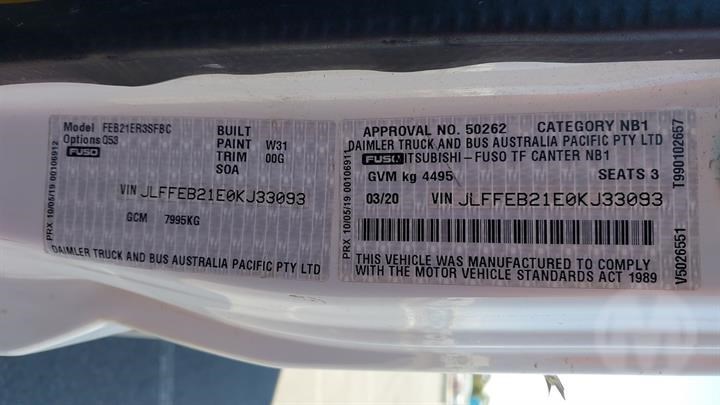 Model FEB21ER3SFBC
Options Q53
FUSO
BUILT
PAINT W31
TRIM 00G
SOA
VIN JLFFEB21E0KJ33093
GCM 7995KG
PRX 10/05/19 00106912
DAIMLER TRUCK AND BUS AUSTRALIA PACIFIC PTY LTD
APPROVAL NO. 50262 CATEGORY NB1
DAIMLER TRUCK AND BUS AUSTRALIA PACIFIC PTY LTD
FUSO ITSUBISHI - FUSO TF CANTER NB1
GVM kg 4495 SEATS 3
03/20 VIN JLFFEB21E0KJ33093
THIS VEHICLE WAS MANUFACTURED TO COMPLY
WITH THE MOTOR VEHICLE STANDARDS ACT 1989
PRX 10/05/19 00106911
T990102657
V5026551